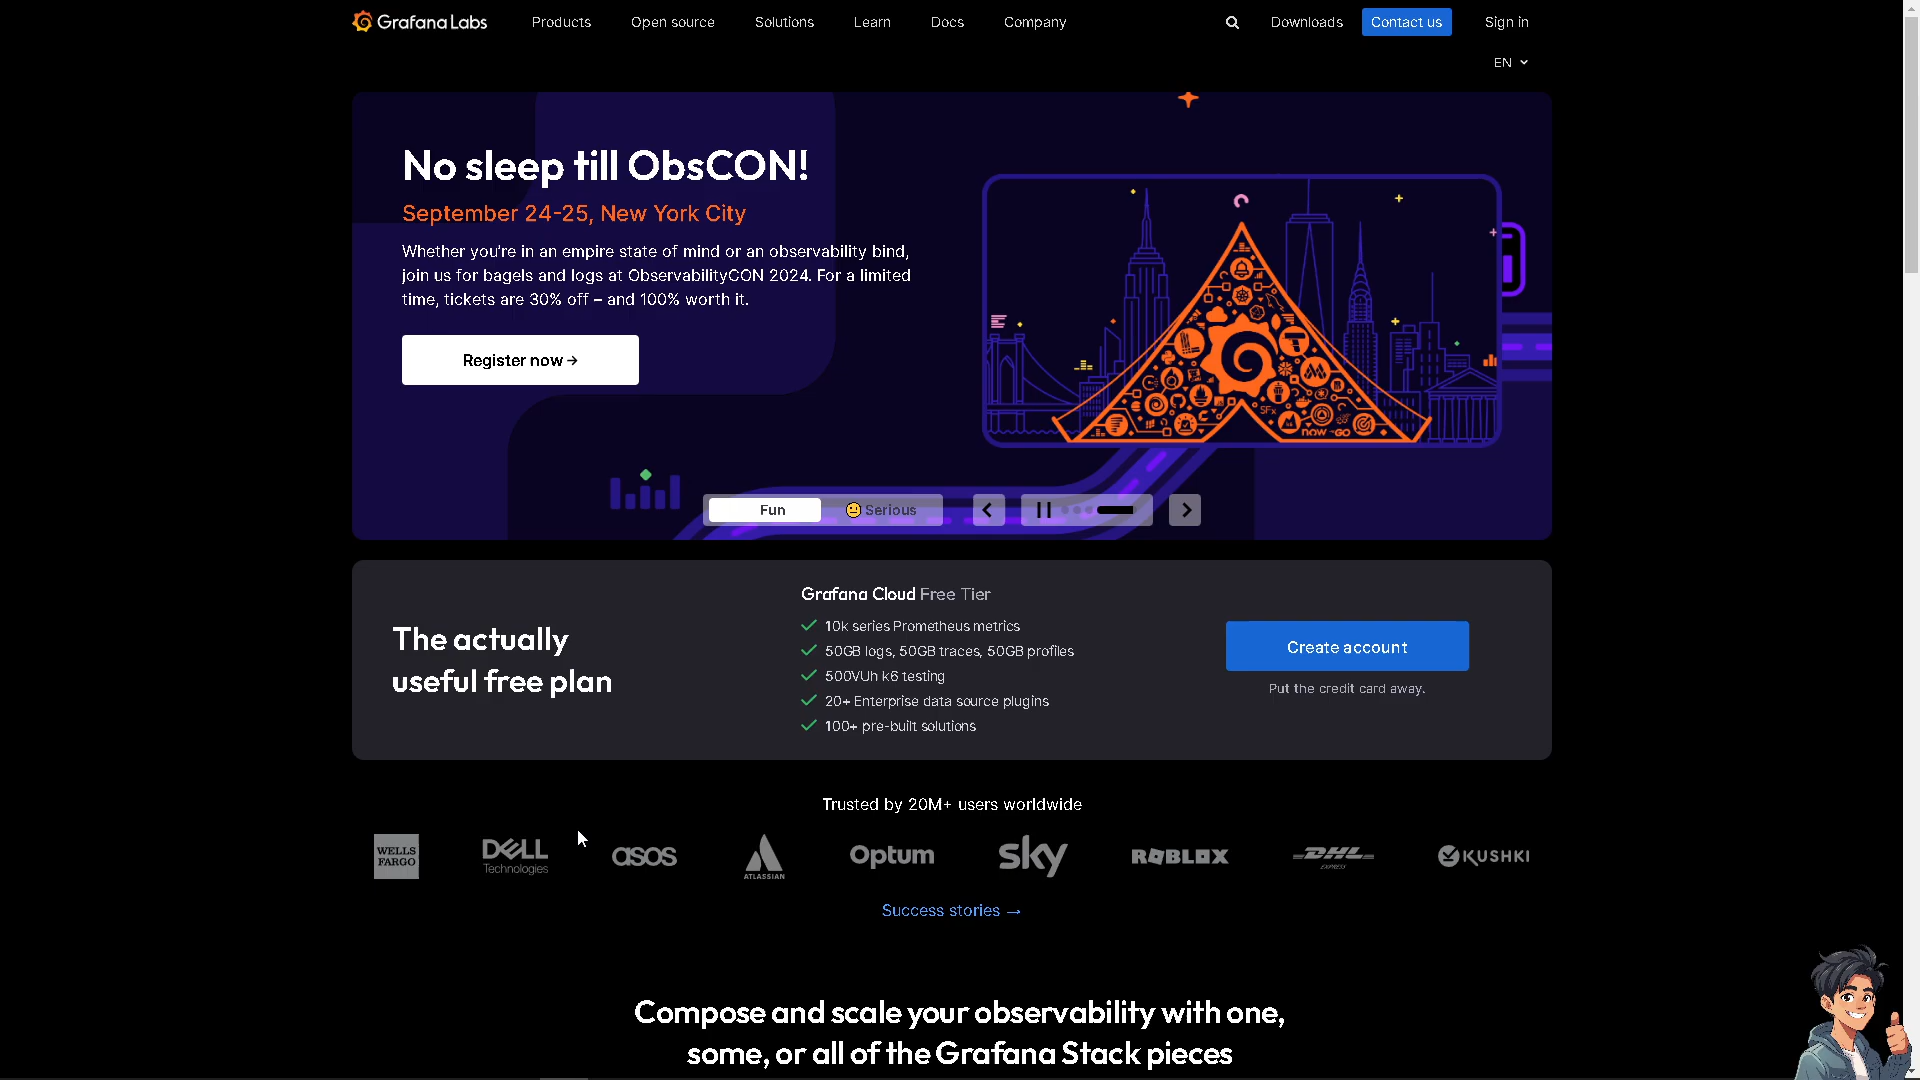 Grafana Labs Products Open source Solutions Learn Docs Company Downloads Contact us Sign in
EN
No sleep till ObsCON!
September 24-25, New York City
Whether you're in an empire state of mind or an observability bind,
join us for bagels and logs at ObservabilityCON 2024. For a limited
time, tickets are 30% off – and 100% worth it.
Register now →
SFx
now GO
Fun Serious
The actually
useful free plan
Grafana Cloud Free Tier
10k series Prometheus metrics
50GB logs, 50GB traces, 50GB profiles
500VUh k6 testing
20+ Enterprise data source plugins
100+ pre-built solutions
Create account
Put the credit card away.
Trusted by 20M+ users worldwide
WELLS
FARGO
DELL
Technologies
asos
ATLASSIAN
Optum
sky
ROBLOX
DHL
EXPRESS
KUSHKI
Success stories →
Compose and scale your observability with one,
some, or all of the Grafana Stack pieces